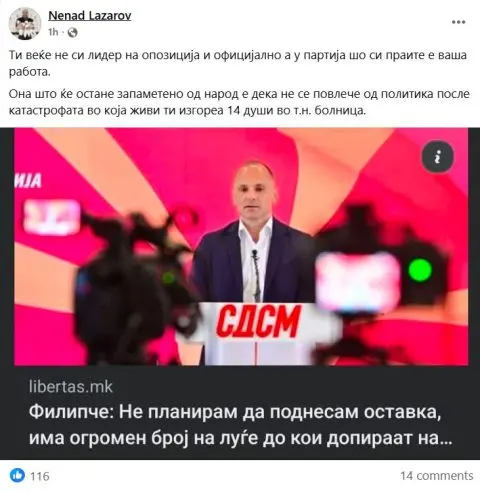 Nenad Lazarov
1h
Ти веќе не си лидер на опозиција и официјално а у партија шо си праите е ваша
работа.
Она што ќе остане запаметено од народ е дека не се повлече од политика после
катастрофата во која живи ти изгореа 14 души во т.н. болница.
ИЈА
СДСМ
libertas.mk
Филипче: Не планирам да поднесам оставка,
има огромен број на луѓе до кои допираат на...
116
14 comments